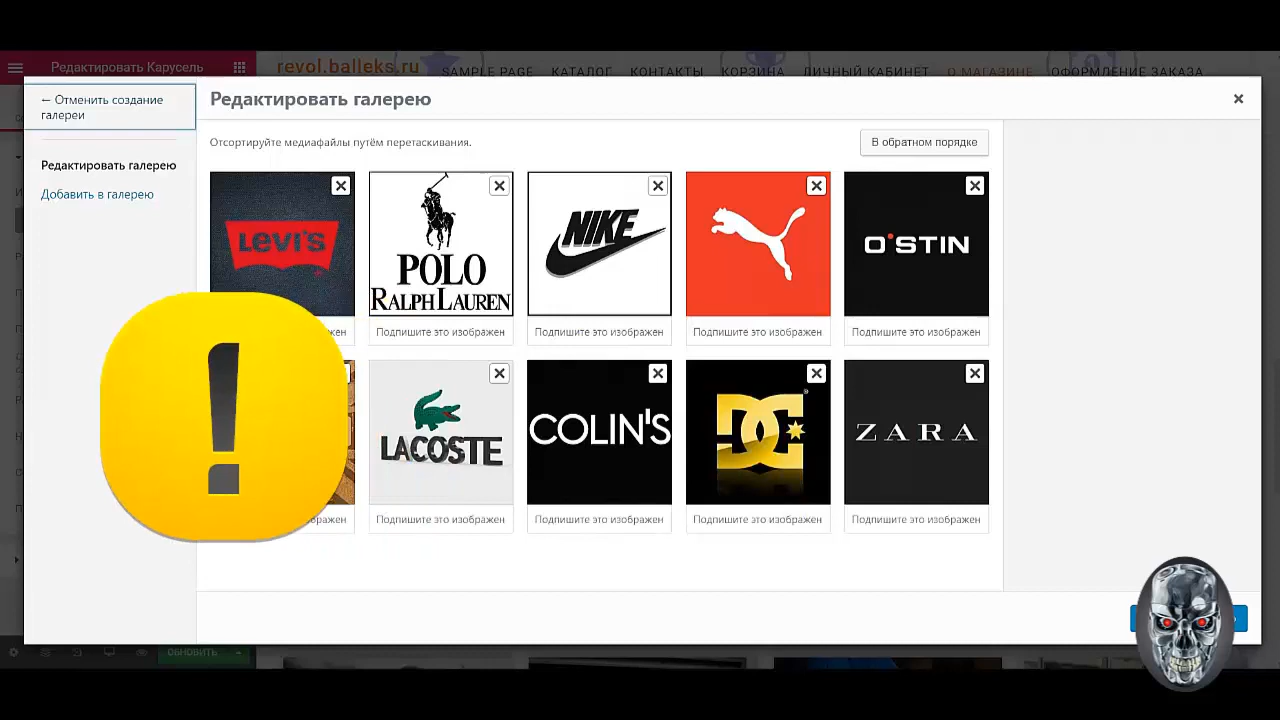 Редактировать Карусель
revol.balleks.ru
SAMPLE PAGE КАТАЛОГ КОНТАКТЫ КОРЗИНА ЛИЧНЫЙ КАБИНЕТ О МАГАЗИНЕ ОФОРМЛЕНИЕ ЗАКАЗА
← Отменить создание
галереи
Редактировать галерею
Добавить в галерею
Редактировать галерею
Отсортируйте медиафайлы путём перетаскивания.
В обратном порядке
LEVI'S
POLO
RALPH LAUREN
NIKE
O'STIN
Подпишите это изображен
Подпишите это изображен
Подпишите это изображен
Подпишите это изображен
!
LACOSTE
COLIN'S
DC
ZARA
Подпишите это изображен
Подпишите это изображен
Подпишите это изображен
Подпишите это изображен
ОБНОВИТЬ